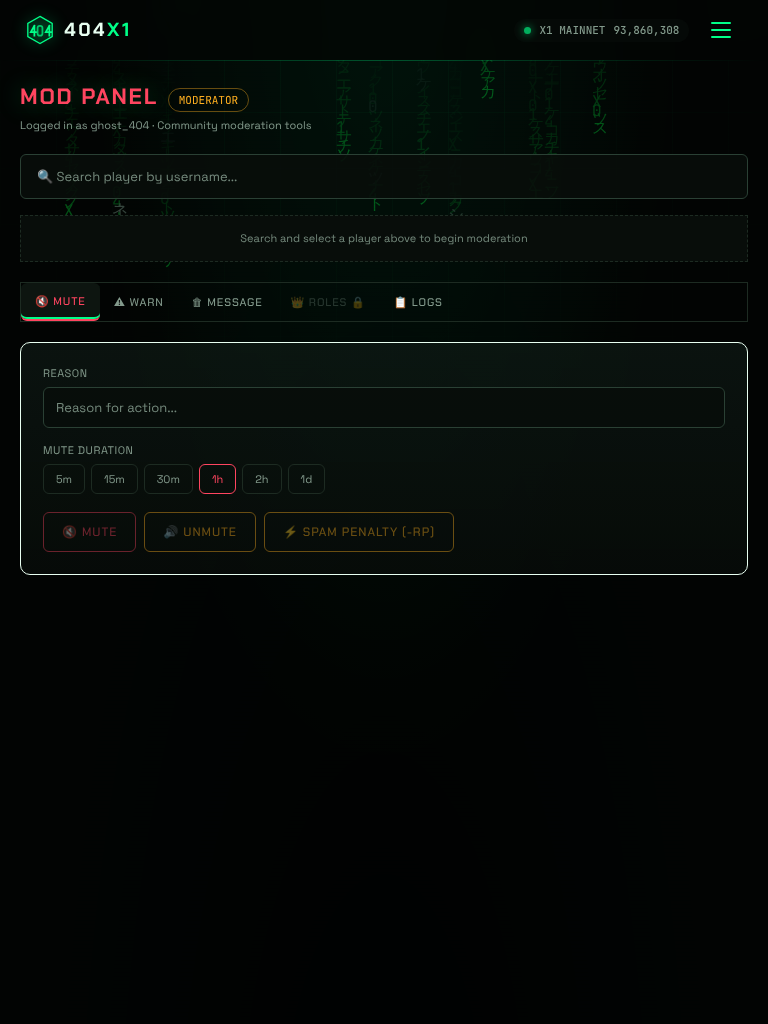 404 404X1
X1 MAINNET 93,860,308
MOD PANEL MODERATOR
Logged in as ghost_404 · Community moderation tools
🔍 Search player by username...
Search and select a player above to begin moderation
🔇 MUTE ⚠ WARN 🗑 MESSAGE 👑 ROLES 🔒 📋 LOGS
REASON
Reason for action...
MUTE DURATION
5m 15m 30m 1h 2h 1d
🔇 MUTE 🔊 UNMUTE ⚡ SPAM PENALTY (-RP)